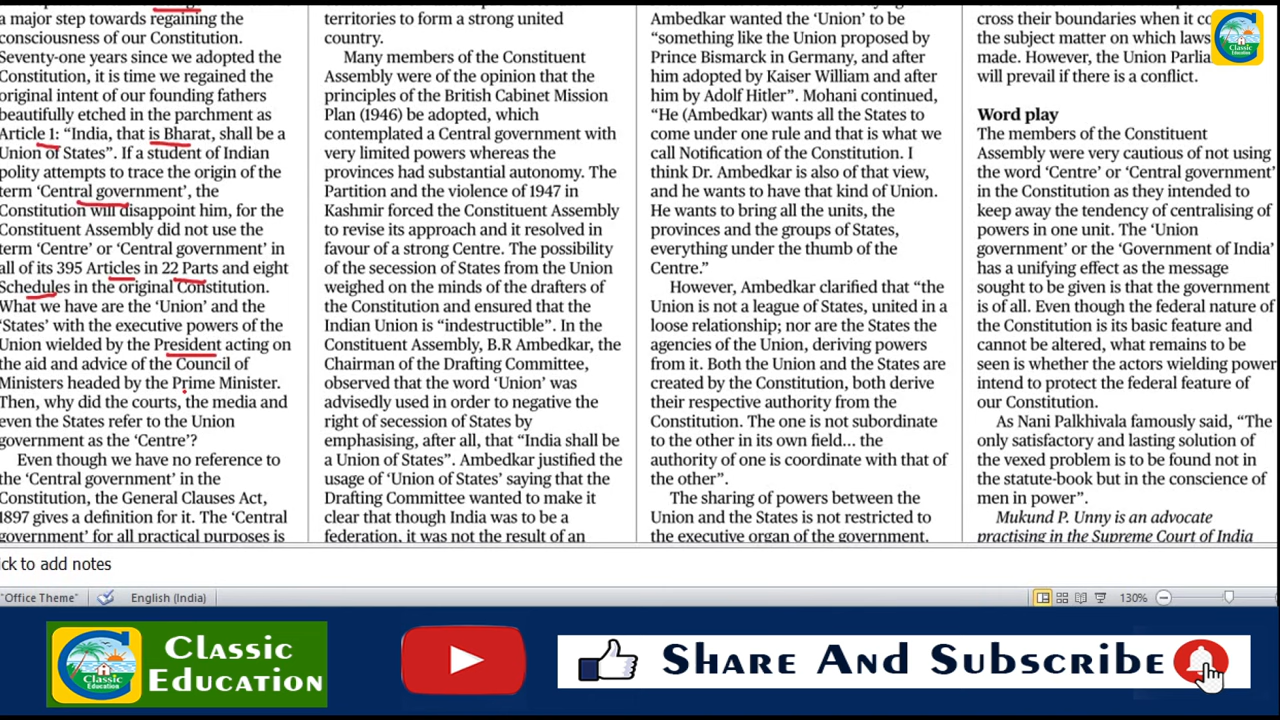 a major step towards regaining the
consciousness of our Constitution.
Seventy-one years since we adopted the
Constitution, it is time we regained the
original intent of our founding fathers
beautifully etched in the parchment as
Article 1: “India, that is Bharat, shall be a
Union of States”. If a student of Indian
polity attempts to trace the origin of the
term ‘Central government’, the
Constitution will disappoint him, for the
Constituent Assembly did not use the
term ‘Centre’ or ‘Central government’ in
all of its 395 Articles in 22 Parts and eight
Schedules in the original Constitution.
What we have are the ‘Union’ and the
‘States’ with the executive powers of the
Union wielded by the President acting on
the aid and advice of the Council of
Ministers headed by the Prime Minister.
Then, why did the courts, the media and
even the States refer to the Union
government as the ‘Centre’?
Even though we have no reference to
the ‘Central government’ in the
Constitution, the General Clauses Act,
1897 gives a definition for it. The ‘Central
government’ for all practical purposes is
territories to form a strong united
country.
Many members of the Constituent
Assembly were of the opinion that the
principles of the British Cabinet Mission
Plan (1946) be adopted, which
contemplated a Central government with
very limited powers whereas the
provinces had substantial autonomy. The
Partition and the violence of 1947 in
Kashmir forced the Constituent Assembly
to revise its approach and it resolved in
favour of a strong Centre. The possibility
of the secession of States from the Union
weighed on the minds of the drafters of
the Constitution and ensured that the
Indian Union is “indestructible”. In the
Constituent Assembly, B.R Ambedkar, the
Chairman of the Drafting Committee,
observed that the word ‘Union’ was
advisedly used in order to negative the
right of secession of States by
emphasising, after all, that “India shall be
a Union of States”. Ambedkar justified the
usage of ‘Union of States’ saying that the
Drafting Committee wanted to make it
clear that though India was to be a
federation, it was not the result of an
Ambedkar wanted the ‘Union’ to be
“something like the Union proposed by
Prince Bismarck in Germany, and after
him adopted by Kaiser William and after
him by Adolf Hitler”. Mohani continued,
“He (Ambedkar) wants all the States to
come under one rule and that is what we
call Notification of the Constitution. I
think Dr. Ambedkar is also of that view,
and he wants to have that kind of Union.
He wants to bring all the units, the
provinces and the groups of States,
everything under the thumb of the
Centre.”
However, Ambedkar clarified that “the
Union is not a league of States, united in a
loose relationship; nor are the States the
agencies of the Union, deriving powers
from it. Both the Union and the States are
created by the Constitution, both derive
their respective authority from the
Constitution. The one is not subordinate
to the other in its own field... the
authority of one is coordinate with that of
the other”.
The sharing of powers between the
Union and the States is not restricted to
the executive organ of the government.
cross their boundaries when it co
the subject matter on which laws
made. However, the Union Parlia
will prevail if there is a conflict.
Word play
The members of the Constituent
Assembly were very cautious of not using
the word ‘Centre’ or ‘Central government’
in the Constitution as they intended to
keep away the tendency of centralising of
powers in one unit. The ‘Union
government’ or the ‘Government of India’
has a unifying effect as the message
sought to be given is that the government
is of all. Even though the federal nature of
the Constitution is its basic feature and
cannot be altered, what remains to be
seen is whether the actors wielding power
intend to protect the federal feature of
our Constitution.
As Nani Palkhivala famously said, “The
only satisfactory and lasting solution of
the vexed problem is to be found not in
the statute-book but in the conscience of
men in power”.
Mukund P. Unny is an advocate
practising in the Supreme Court of India
Classic
Education
ick to add notes
"Office Theme"
English (India)
130%
Classic
Education
Classic
Education
Share And Subscribe